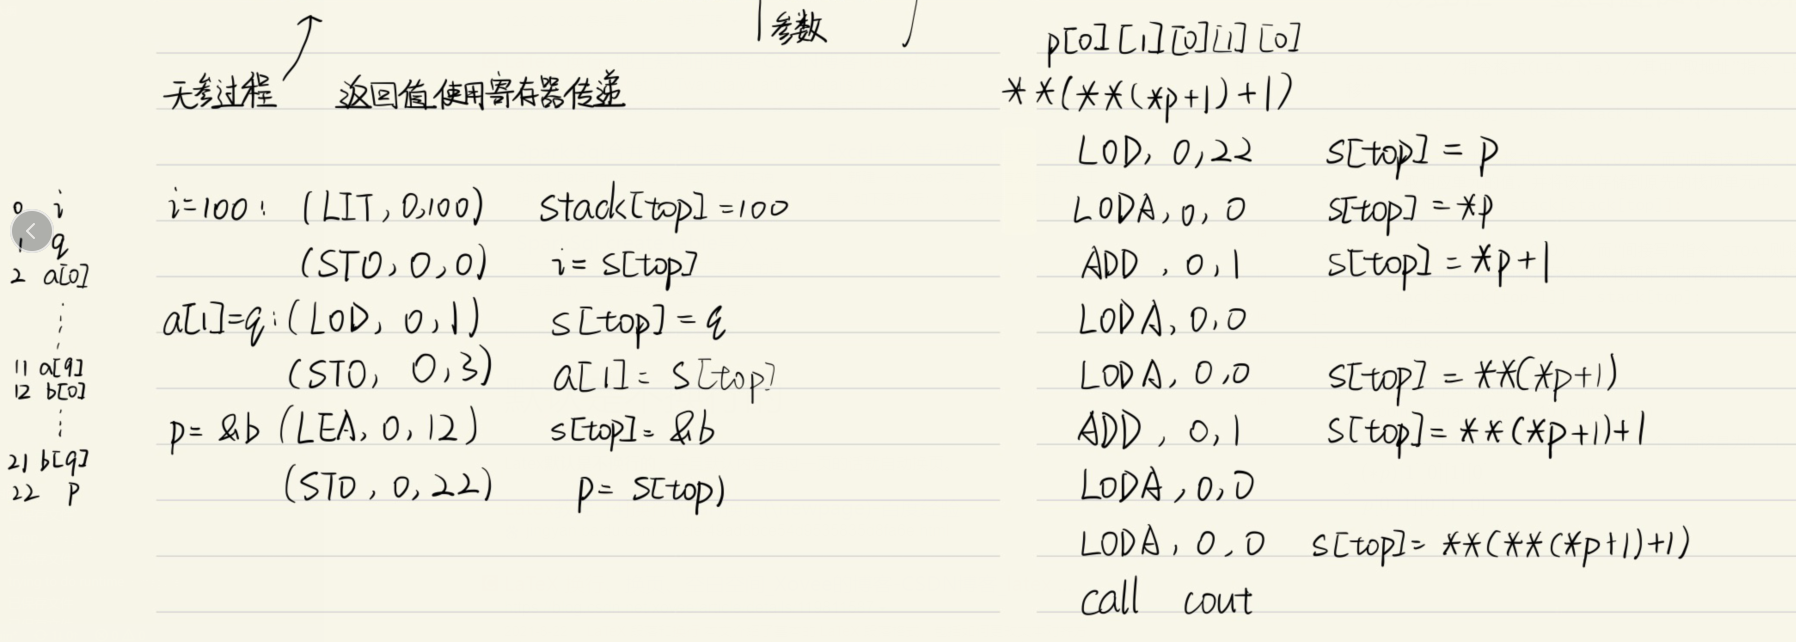 参数
无参过程 返回值使用寄存器传递
0 i
1 q
2 a[0]
⋮
11 a[9]
12 b[0]
⋮
21 b[9]
22 p
i=100: (LIT, 0,100) stack[top]=100
(STO, 0, 0) i= s[top]
a[1]=q: (LOD, 0, 1) s[top] = q
(STO, 0,3) a[1] = s[top]
p= &b (LEA, 0, 12) s[top]= &b
(STO, 0, 22) p= s[top)
p[0][1][0][1][0]
**(**(*p+1)+1)
LOD, 0,22 s[top] = p
LODA, 0, 0 s[top] = *p
ADD , 0, 1 s[top] = *p+1
LODA, 0,0
LODA, 0,0 s[top] = **(*p+1)
ADD , 0,1 s[top]= **(*p+1)+1
LODA, 0,0
LODA, 0,0 s[top]= **(**(*p+1)+1)
call cout